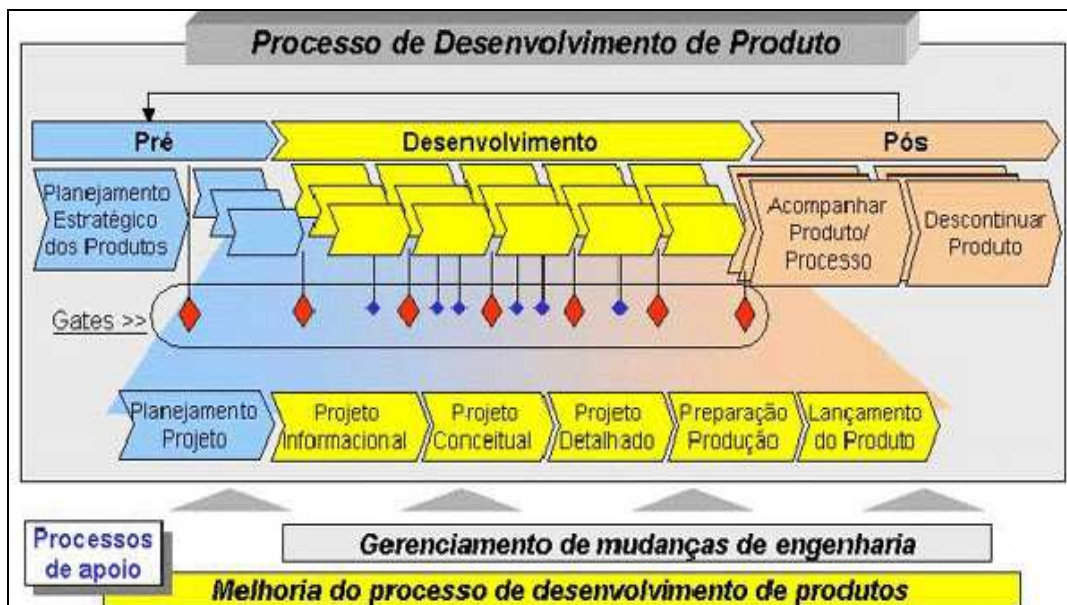 Processo de Desenvolvimento de Produto
Pré
Desenvolvimento
Pós
Planejamento
Estratégico
dos Produtos
Acompanhar
Produto/
Processo
Descontinuar
Produto
Gates >>
Planejamento
Projeto
Projeto
Informacional
Projeto
Conceitual
Projeto
Detalhado
Preparação
Produção
Lançamento
do Produto
Processos
de apoio
Gerenciamento de mudanças de engenharia
Melhoria do processo de desenvolvimento de produtos